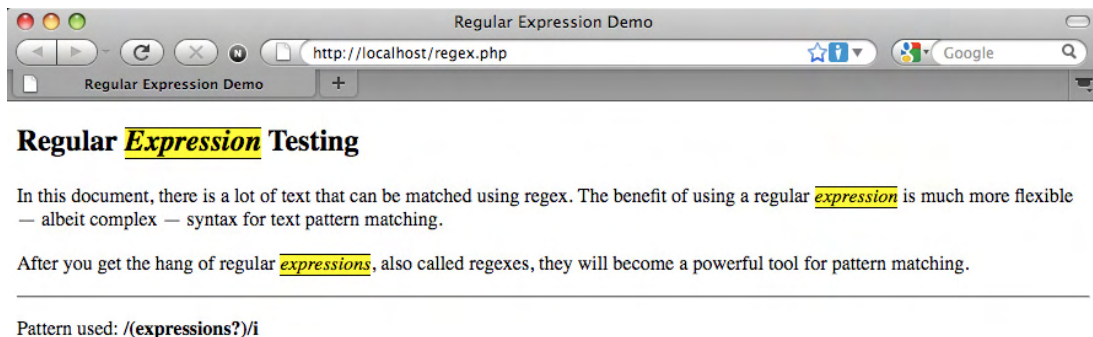 Regular Expression Demo
http://localhost/regex.php
Google
Regular Expression Demo
Regular Expression Testing
In this document, there is a lot of text that can be matched using regex. The benefit of using a regular expression is much more flexible
— albeit complex — syntax for text pattern matching.
After you get the hang of regular expressions, also called regexes, they will become a powerful tool for pattern matching.
Pattern used: /(expressions?)/i